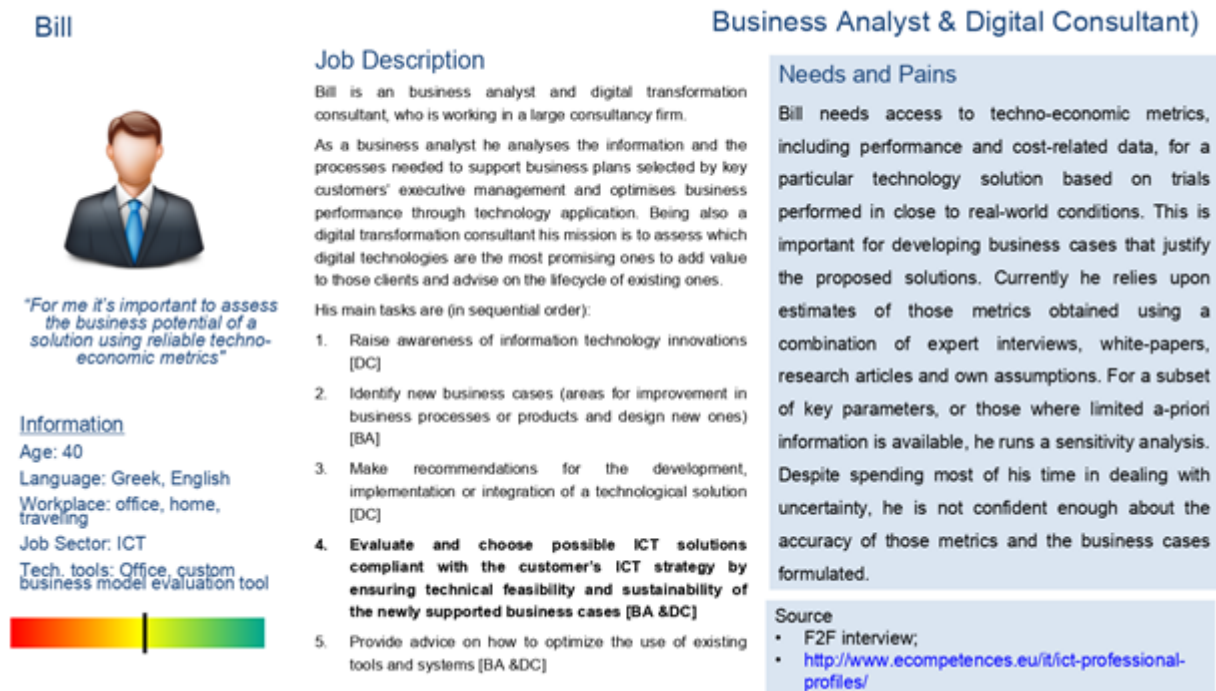 Bill
Business Analyst & Digital Consultant)
"For me it's important to assess
the business potential of a
solution using reliable techno-
economic metrics"
Information
Age: 40
Language: Greek, English
Workplace: office, home,
traveling
Job Sector: ICT
Tech. tools: Office, custom
business model evaluation tool
Job Description
Bill is an business analyst and digital transformation
consultant, who is working in a large consultancy firm.
As a business analyst he analyses the information and the
processes needed to support business plans selected by key
customers' executive management and optimises business
performance through technology application. Being also a
digital transformation consultant his mission is to assess which
digital technologies are the most promising ones to add value
to those clients and advise on the lifecycle of existing ones.
His main tasks are (in sequential order):
1. Raise awareness of information technology innovations
[DC]
2. Identify new business cases (areas for improvement in
business processes or products and design new ones)
[BA]
3. Make recommendations for the development,
implementation or integration of a technological solution
[DC]
4. Evaluate and choose possible ICT solutions
compliant with the customer's ICT strategy by
ensuring technical feasibility and sustainability of
the newly supported business cases [BA &DC]
5. Provide advice on how to optimize the use of existing
tools and systems [BA &DC]
Needs and Pains
Bill needs access to techno-economic metrics,
including performance and cost-related data, for a
particular technology solution based on trials
performed in close to real-world conditions. This is
important for developing business cases that justify
the proposed solutions. Currently he relies upon
estimates of those metrics obtained using a
combination of expert interviews, white-papers,
research articles and own assumptions. For a subset
of key parameters, or those where limited a-priori
information is available, he runs a sensitivity analysis.
Despite spending most of his time in dealing with
uncertainty, he is not confident enough about the
accuracy of those metrics and the business cases
formulated.
Source
• F2F interview;
• http://www.ecompetences.eu/it/ict-professional-
profiles/